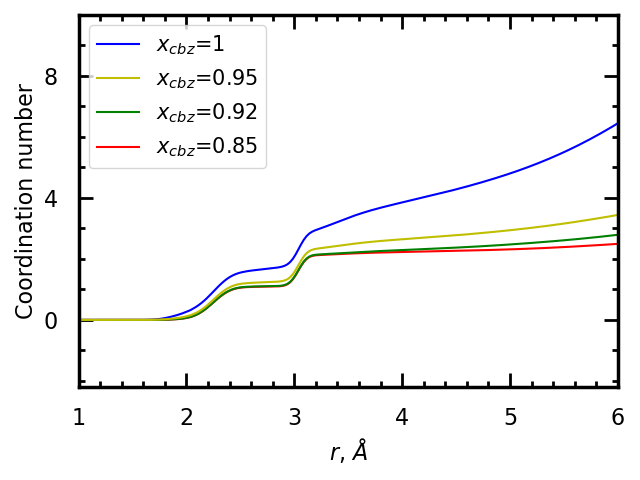 x_cbz=1
x_cbz=0.95
x_cbz=0.92
x_cbz=0.85
Coordination number
8
4
0
1 2 3 4 5 6
r, Å